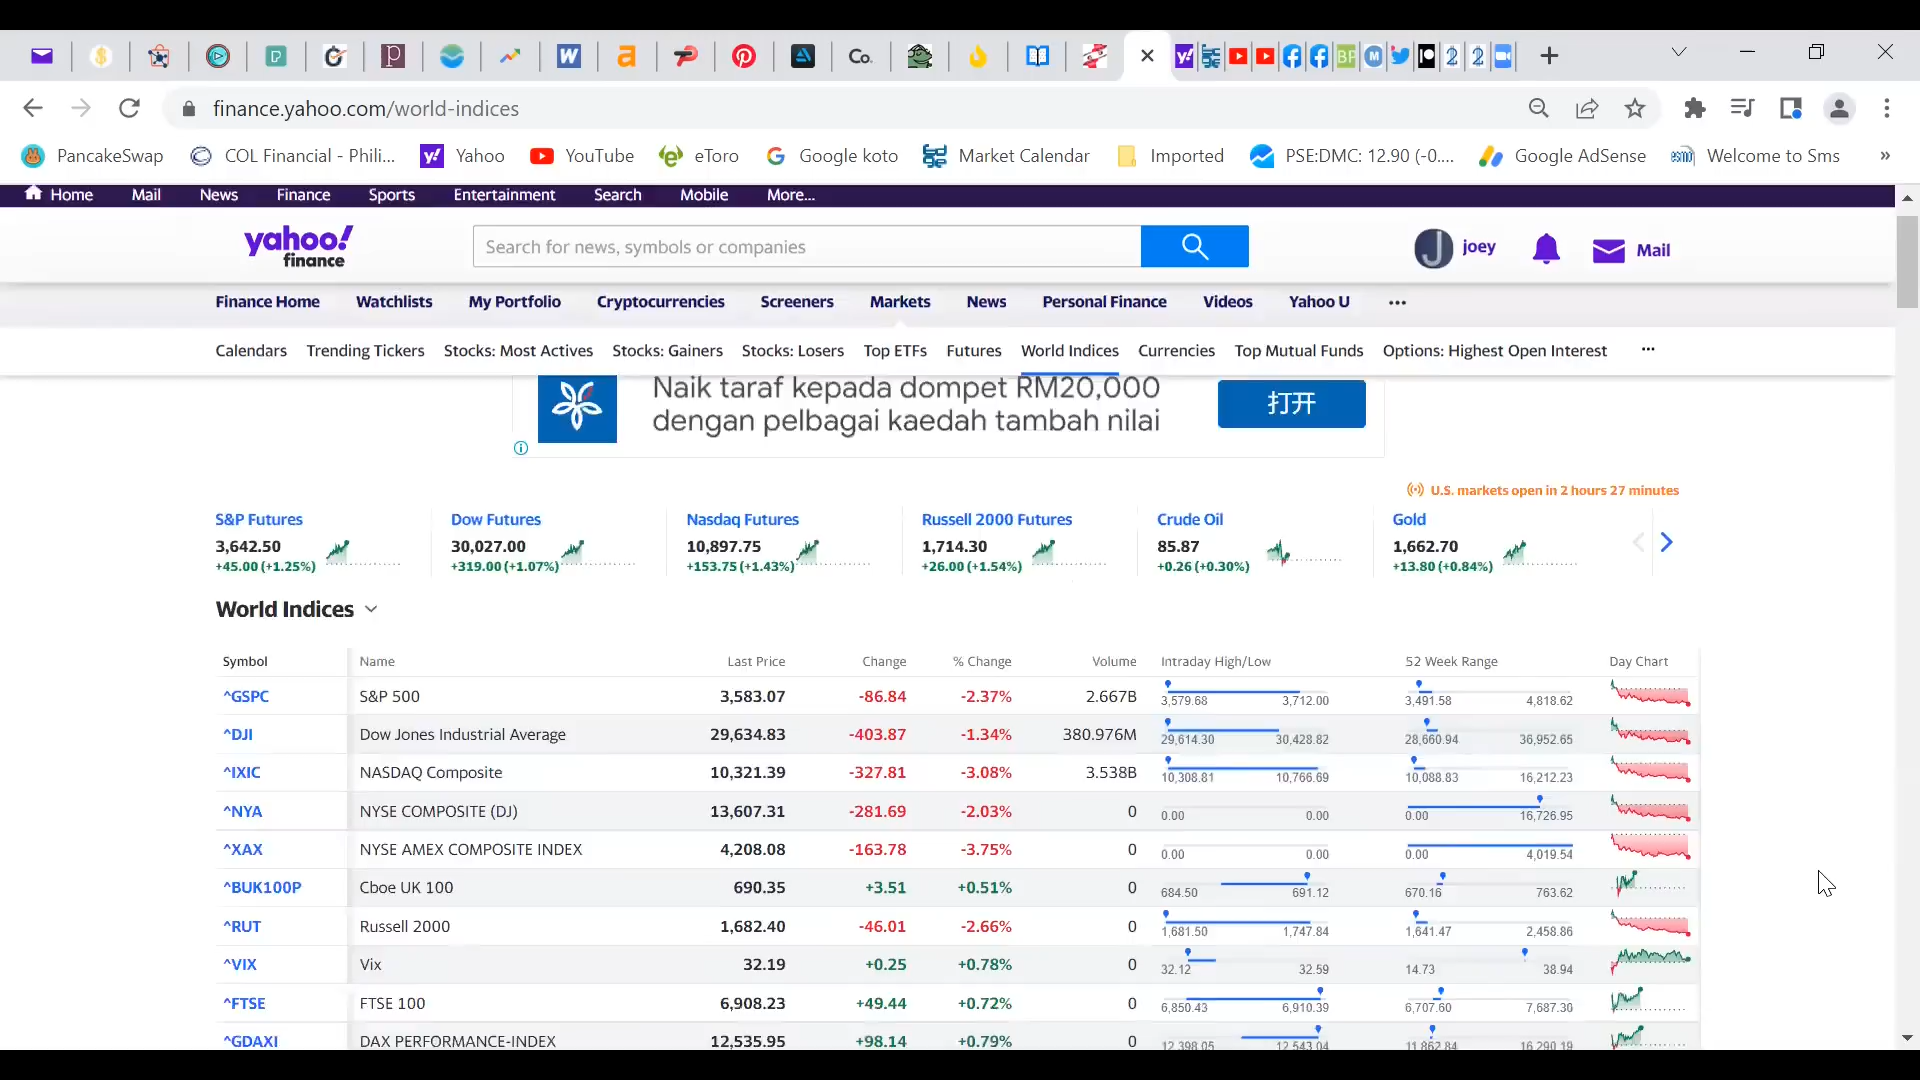 Co.
BF
M
2
2
finance.yahoo.com/world-indices
PancakeSwap COL Financial - Phili... Yahoo YouTube eToro Google koto Market Calendar Imported PSE:DMC: 12.90 (-0.... Google AdSense Welcome to Sms »
Home Mail News Finance Sports Entertainment Search Mobile More...
yahoo!
finance
Search for news, symbols or companies
J joey Mail
Finance Home Watchlists My Portfolio Cryptocurrencies Screeners Markets News Personal Finance Videos Yahoo U ...
Calendars Trending Tickers Stocks: Most Actives Stocks: Gainers Stocks: Losers Top ETFs Futures World Indices Currencies Top Mutual Funds Options: Highest Open Interest ...
Naik taraf kepada dompet RM20,000
dengan pelbagai kaedah tambah nilai
打开
U.S. markets open in 2 hours 27 minutes
S&P Futures Dow Futures Nasdaq Futures Russell 2000 Futures Crude Oil Gold
3,642.50 30,027.00 10,897.75 1,714.30 85.87 1,662.70
+45.00 (+1.25%) +319.00 (+1.07%) +153.75 (+1.43%) +26.00 (+1.54%) +0.26 (+0.30%) +13.80 (+0.84%)
World Indices
Symbol Name Last Price Change % Change Volume Intraday High/Low 52 Week Range Day Chart
^GSPC S&P 500 3,583.07 -86.84 -2.37% 2.667B 3,579.68 3,712.00 3,491.58 4,818.62
^DJI Dow Jones Industrial Average 29,634.83 -403.87 -1.34% 380.976M 29,614.30 30,428.82 28,660.94 36,952.65
^IXIC NASDAQ Composite 10,321.39 -327.81 -3.08% 3.538B 10,308.81 10,766.69 10,088.83 16,212.23
^NYA NYSE COMPOSITE (DJ) 13,607.31 -281.69 -2.03% 0 0.00 0.00 0.00 16,726.95
^XAX NYSE AMEX COMPOSITE INDEX 4,208.08 -163.78 -3.75% 0 0.00 0.00 0.00 4,019.54
^BUK100P Cboe UK 100 690.35 +3.51 +0.51% 0 684.50 691.12 670.16 763.62
^RUT Russell 2000 1,682.40 -46.01 -2.66% 0 1,681.50 1,747.84 1,641.47 2,458.86
^VIX Vix 32.19 +0.25 +0.78% 0 32.12 32.59 14.73 38.94
^FTSE FTSE 100 6,908.23 +49.44 +0.72% 0 6,850.43 6,910.39 6,707.60 7,687.30
^GDAXI DAX PERFORMANCE-INDEX 12,535.95 +98.14 +0.79% 0 12,398.05 12,543.04 11,862.84 16,290.19